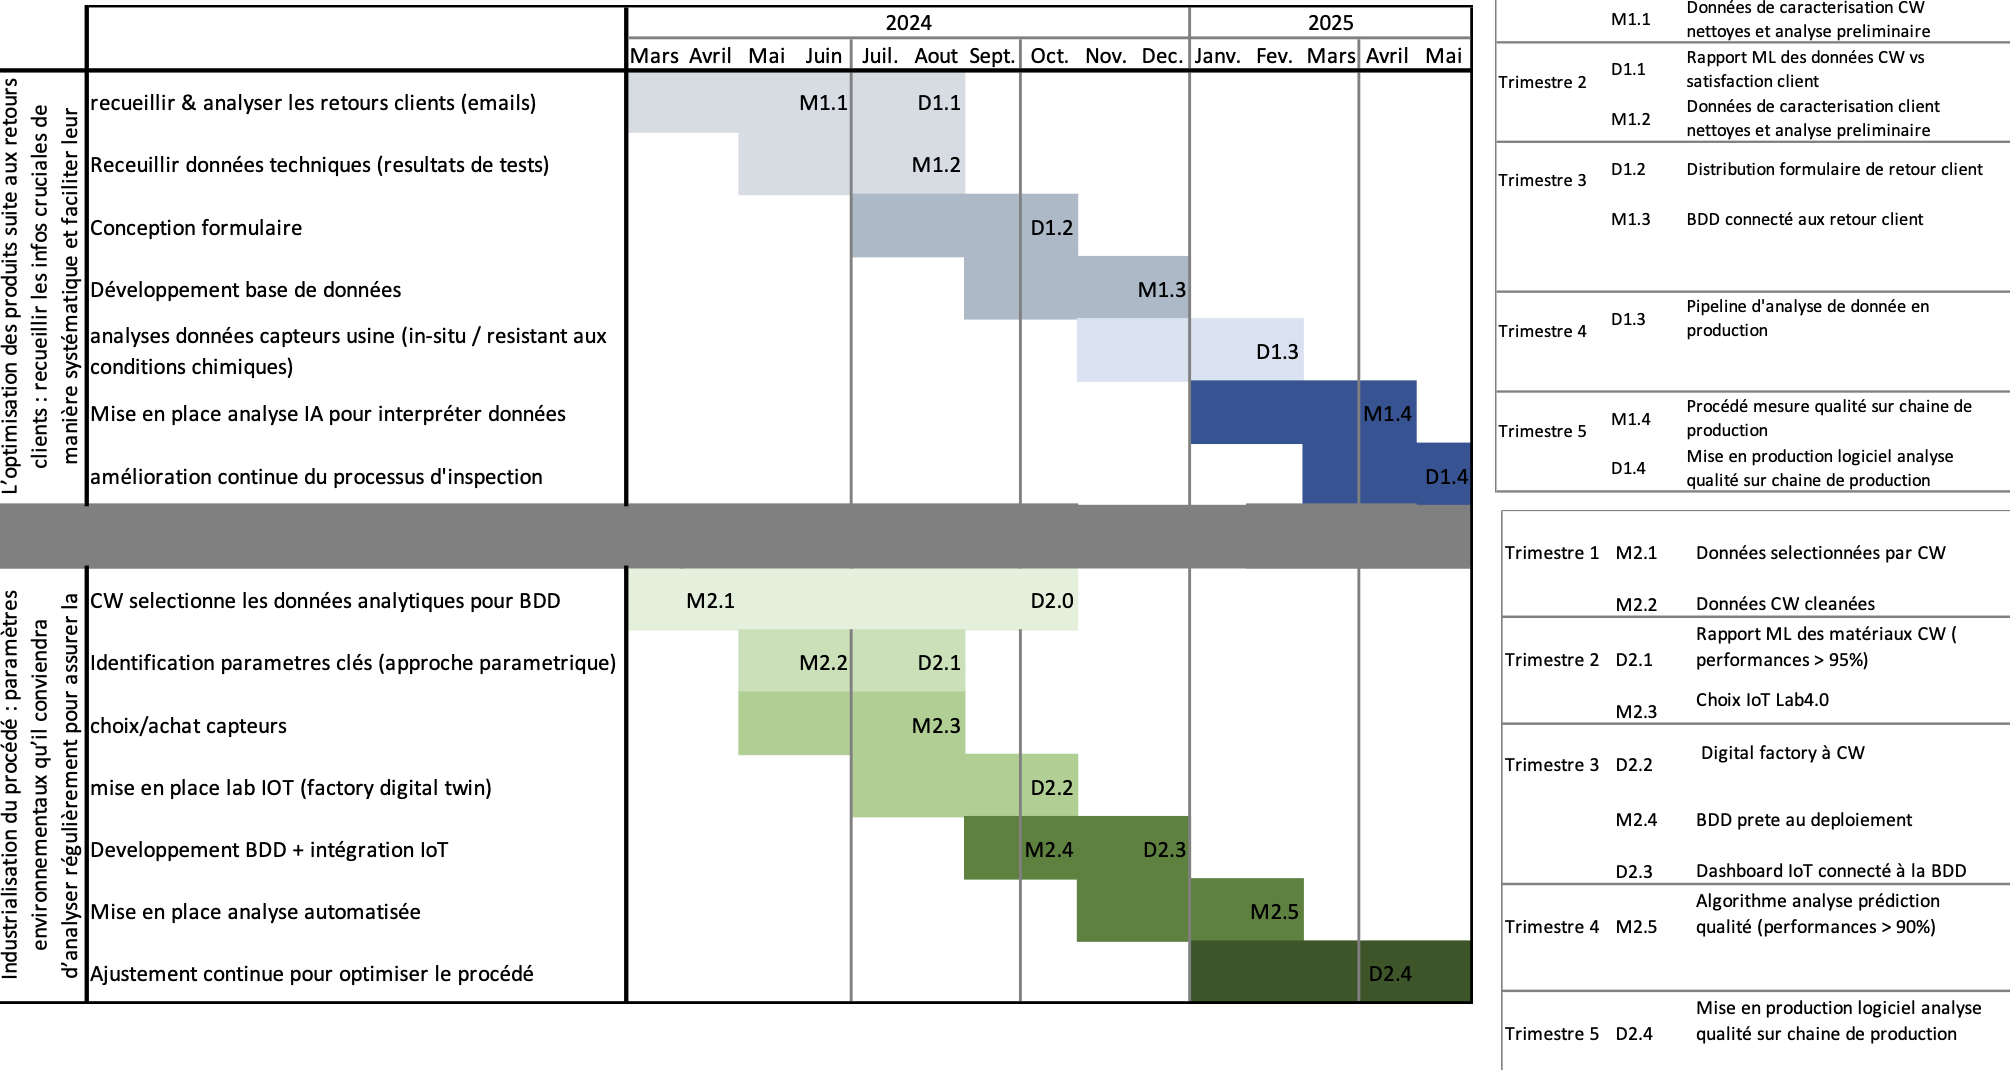 2024
2025
Mars Avril Mai Juin Juil. Aout Sept. Oct. Nov. Dec. Janv. Fev. Mars Avril Mai
L'optimisation des produits suite aux retours
clients : recueillir les infos cruciales de
manière systématique et faciliter leur
recueillir & analyser les retours clients (emails)
M1.1
D1.1
Receuillir données techniques (resultats de tests)
M1.2
Conception formulaire
D1.2
Développement base de données
M1.3
analyses données capteurs usine (in-situ / resistant aux
conditions chimiques)
D1.3
Mise en place analyse IA pour interpréter données
M1.4
amélioration continue du processus d'inspection
D1.4
Industrialisation du procédé : paramètres
environnementaux qu'il conviendra
d'analyser régulièrement pour assurer la
CW selectionne les données analytiques pour BDD
M2.1
D2.0
Identification parametres clés (approche parametrique)
M2.2
D2.1
choix/achat capteurs
M2.3
mise en place lab IOT (factory digital twin)
D2.2
Developpement BDD + intégration IoT
M2.4
D2.3
Mise en place analyse automatisée
M2.5
Ajustement continue pour optimiser le procédé
D2.4
M1.1
Données de caracterisation CW
nettoyes et analyse preliminaire
Trimestre 2
D1.1
Rapport ML des données CW vs
satisfaction client
M1.2
Données de caracterisation client
nettoyes et analyse preliminaire
Trimestre 3
D1.2
Distribution formulaire de retour client
M1.3
BDD connecté aux retour client
Trimestre 4
D1.3
Pipeline d'analyse de donnée en
production
Trimestre 5
M1.4
Procédé mesure qualité sur chaine de
production
D1.4
Mise en production logiciel analyse
qualité sur chaine de production
Trimestre 1
M2.1
Données selectionnées par CW
M2.2
Données CW cleanées
Trimestre 2
D2.1
Rapport ML des matériaux CW (
performances > 95%)
M2.3
Choix IoT Lab4.0
Trimestre 3
D2.2
Digital factory à CW
M2.4
BDD prete au deploiement
D2.3
Dashboard IoT connecté à la BDD
Trimestre 4
M2.5
Algorithme analyse prédiction
qualité (performances > 90%)
Trimestre 5
D2.4
Mise en production logiciel analyse
qualité sur chaine de production